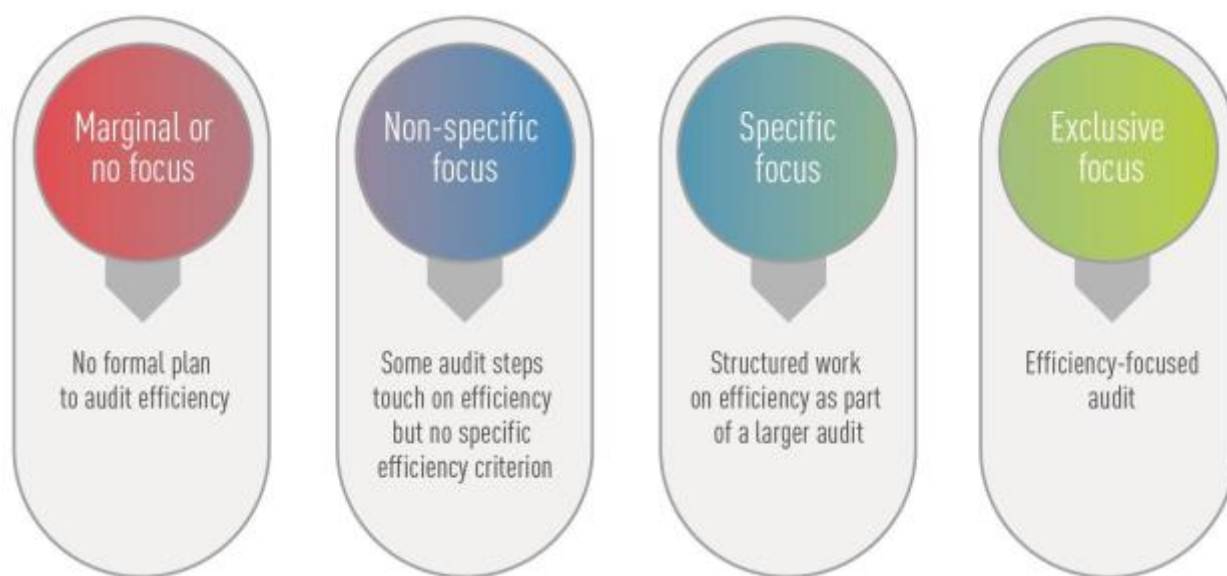 Marginal or
no focus
No formal plan
to audit efficiency
Non-specific
focus
Some audit steps
touch on efficiency
but no specific
efficiency criterion
Specific
focus
Structured work
on efficiency as part
of a larger audit
Exclusive
focus
Efficiency-focused
audit